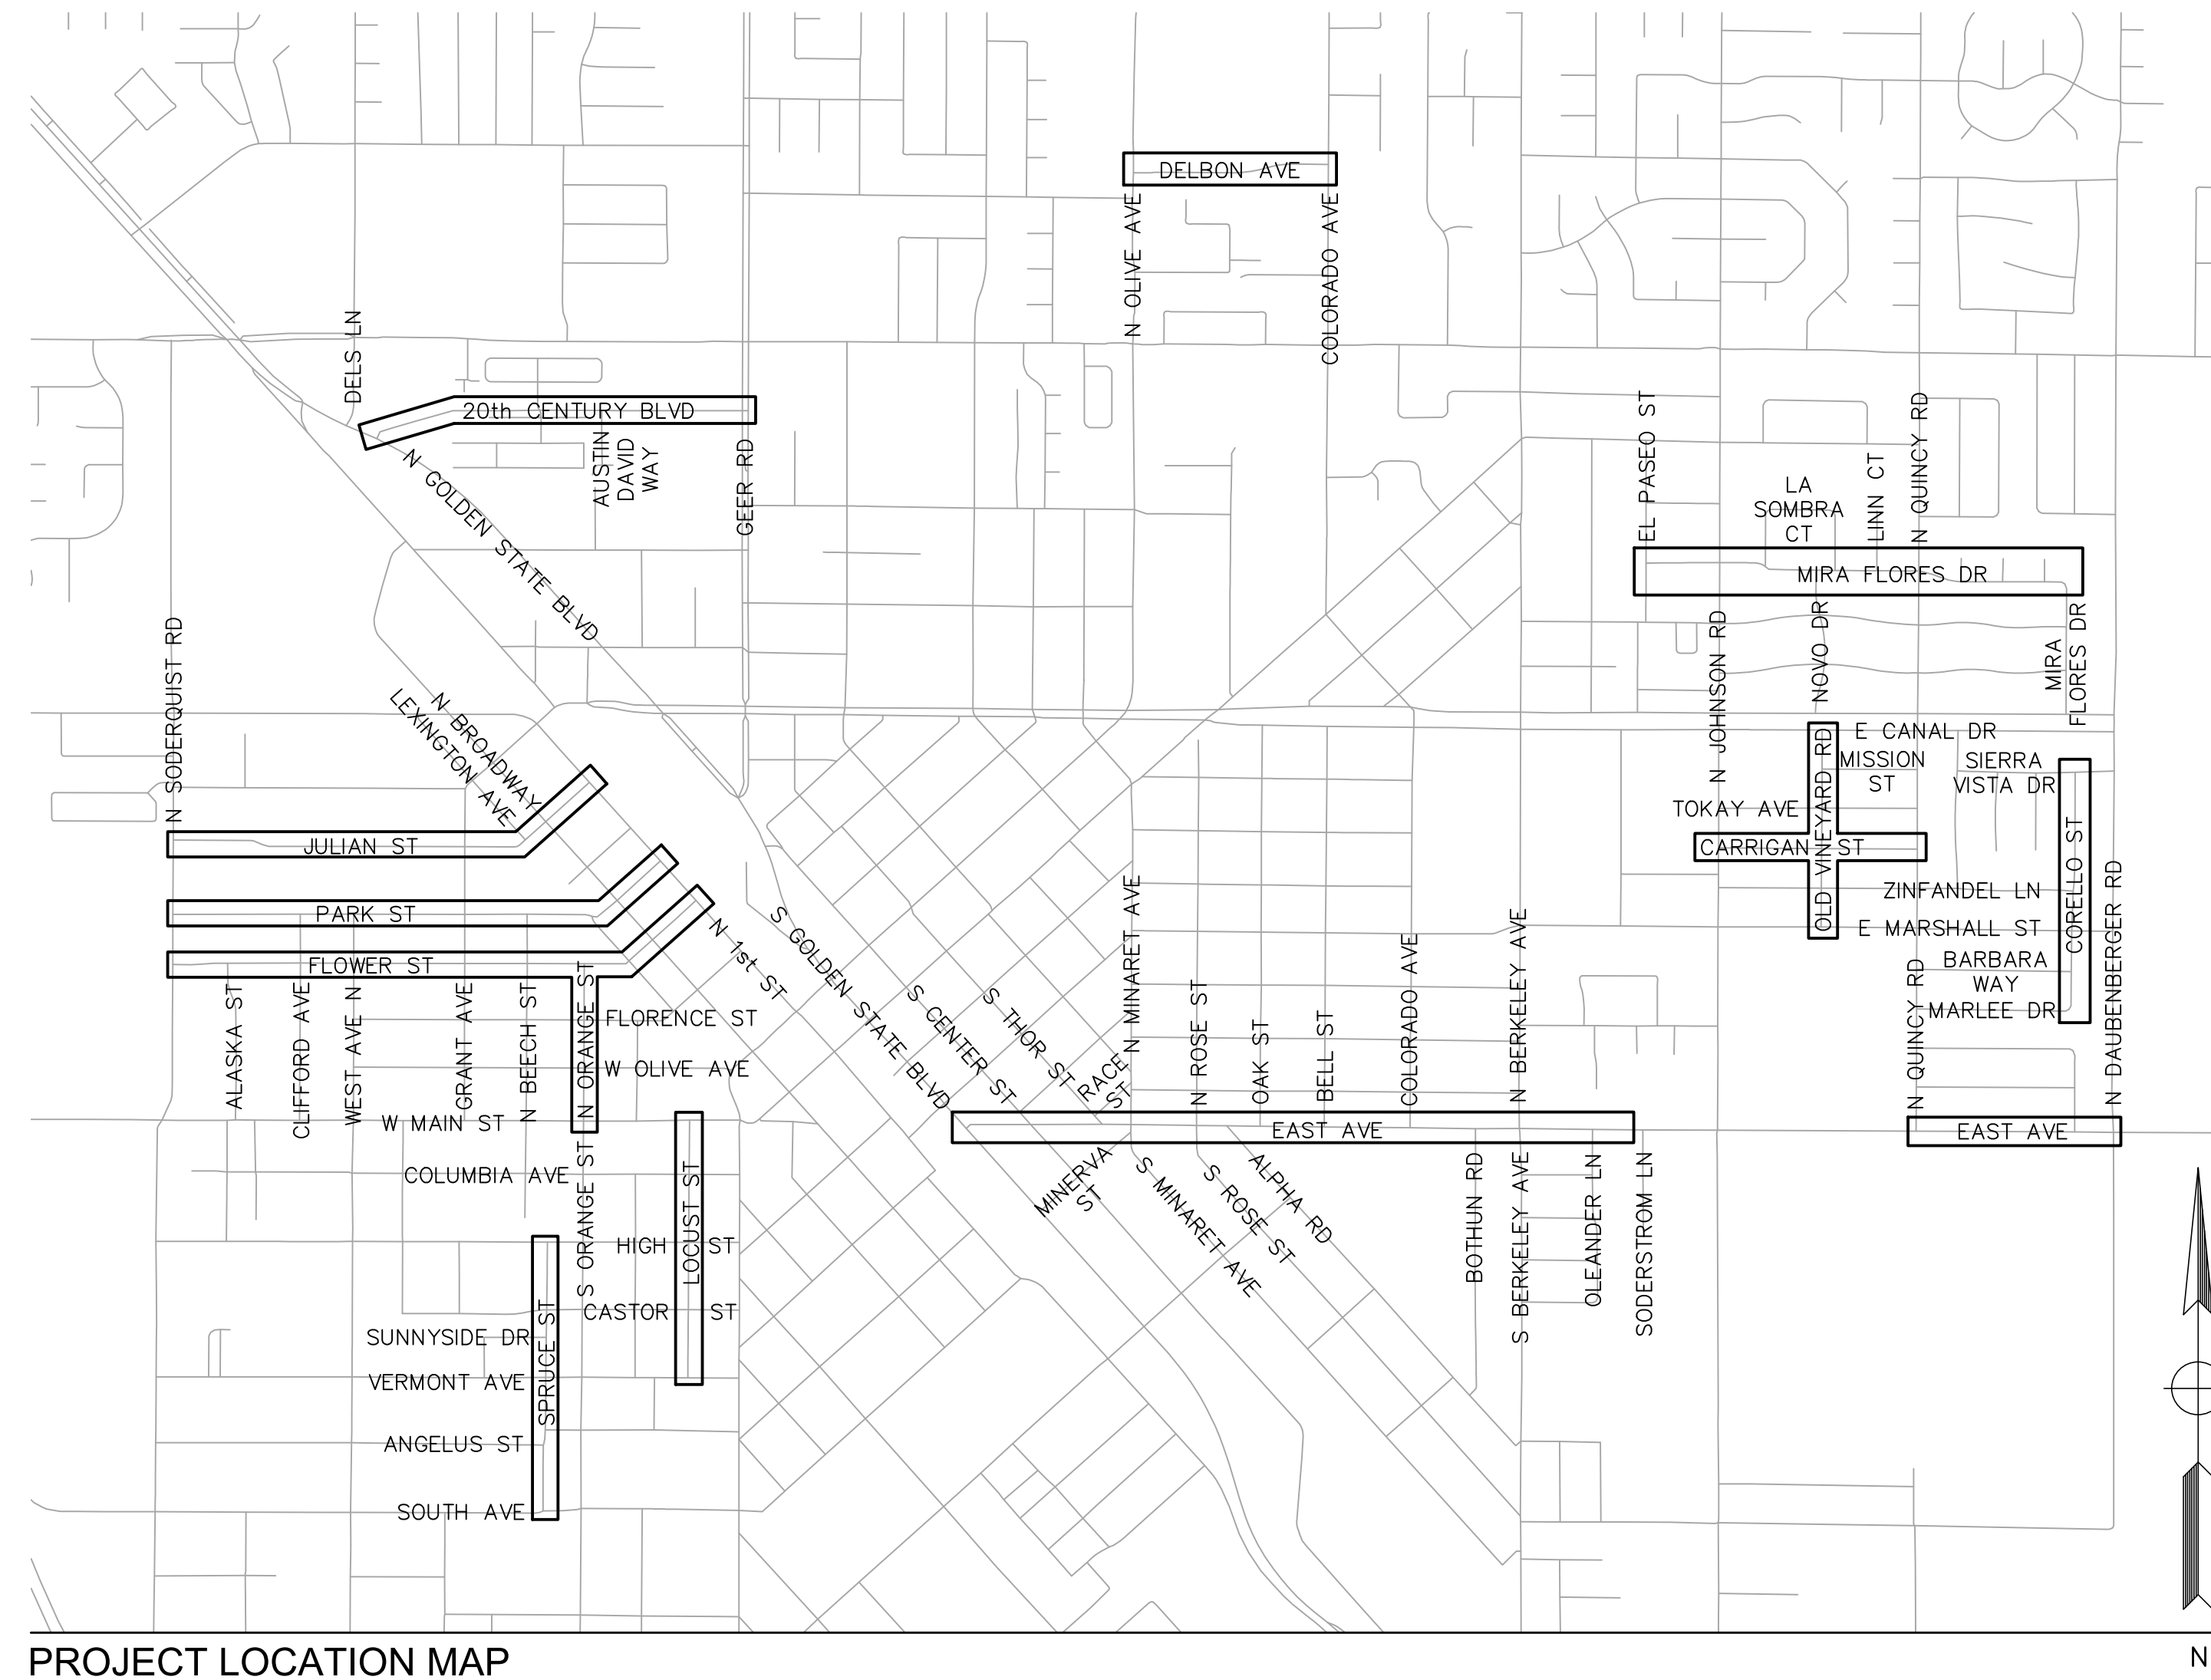 DELBON AVE
N OLIVE AVE
COLORADO AVE
DELS LN
20th CENTURY BLVD
N GOLDEN STATE BLVD
AUSTIN
DAVID
WAY
GEER RD
EL PASEO ST
LA
SOMBRA
CT
LINN CT
N QUINCY RD
MIRA FLORES DR
N JOHNSON RD
NOVO DR
MIRA
FLORES DR
N SODERQUIST RD
N BROADWAY
LEXINGTON AVE
E CANAL DR
OLD VINEYARD RD
MISSION
ST
SIERRA
VISTA DR
TOKAY AVE
CARRIGAN ST
CORELLO ST
ZINFANDEL LN
E MARSHALL ST
BARBARA
WAY
MARLEE DR
N QUINCY RD
N DAUBENBERGER RD
JULIAN ST
PARK ST
FLOWER ST
N 1st ST
S GOLDEN STATE BLVD
S CENTER ST
S THOR ST
RACE
ST
N MINARET AVE
N ROSE ST
OAK ST
BELL ST
COLORADO AVE
N BERKELEY AVE
ALASKA ST
CLIFFORD AVE
WEST AVE N
GRANT AVE
N BEECH ST
N ORANGE ST
FLORENCE ST
W OLIVE AVE
W MAIN ST
EAST AVE
EAST AVE
COLUMBIA AVE
S ORANGE ST
LOCUST ST
HIGH ST
CASTOR ST
MINERVA
ST
S MINARET AVE
S ROSE ST
ALPHA RD
BOTHUN RD
S BERKELEY AVE
OLEANDER LN
SODERSTROM LN
SPRUCE ST
SUNNYSIDE DR
VERMONT AVE
ANGELUS ST
SOUTH AVE
PROJECT LOCATION MAP
N